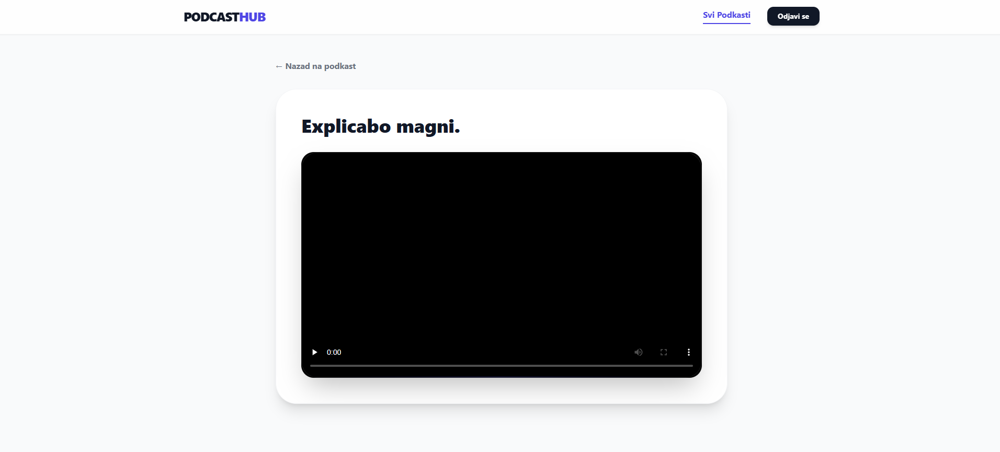 PODCASTHUB
Svi Podkasti
Odjavi se
← Nazad na podkast
Explicabo magni.
0:00